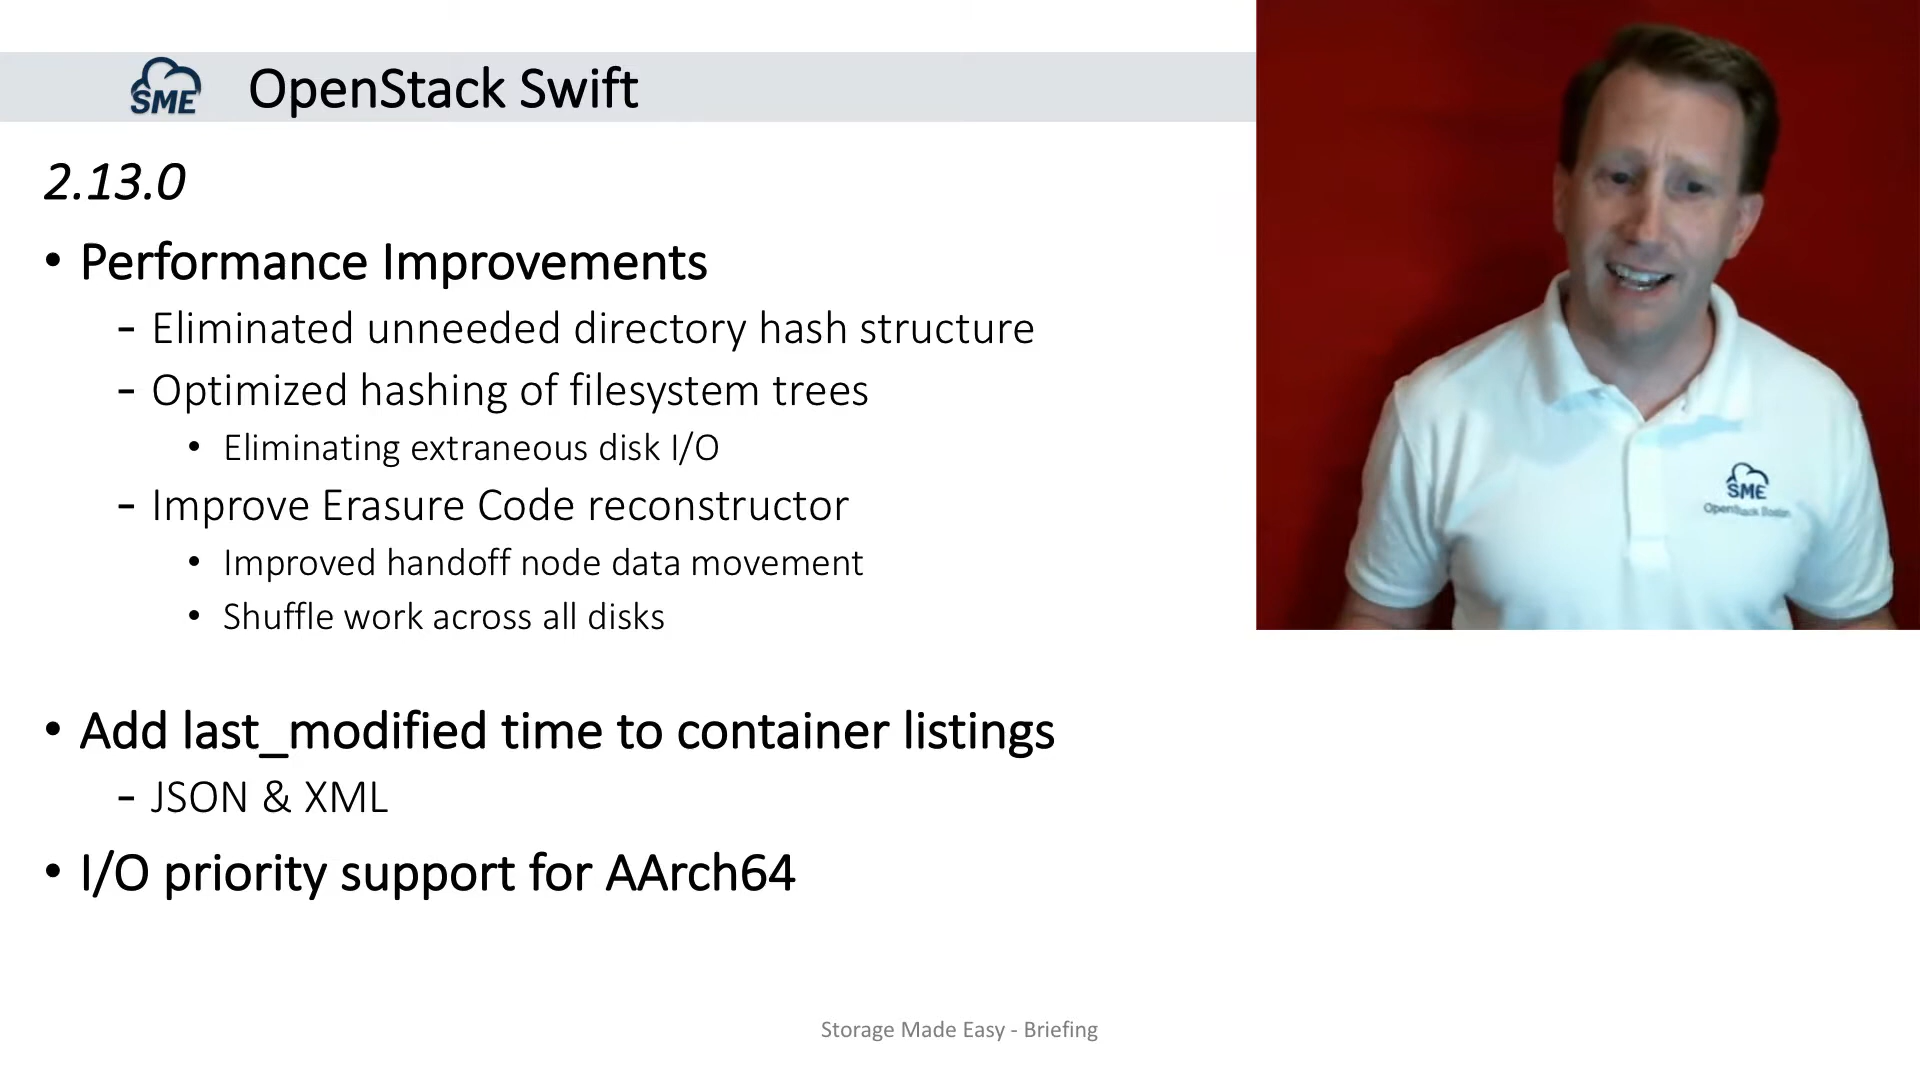 SME
OpenStack Swift
2.13.0
• Performance Improvements
- Eliminated unneeded directory hash structure
- Optimized hashing of filesystem trees
• Eliminating extraneous disk I/O
- Improve Erasure Code reconstructor
• Improved handoff node data movement
• Shuffle work across all disks
• Add last_modified time to container listings
- JSON & XML
• I/O priority support for AArch64
SME
OpenStack Boston
Storage Made Easy - Briefing